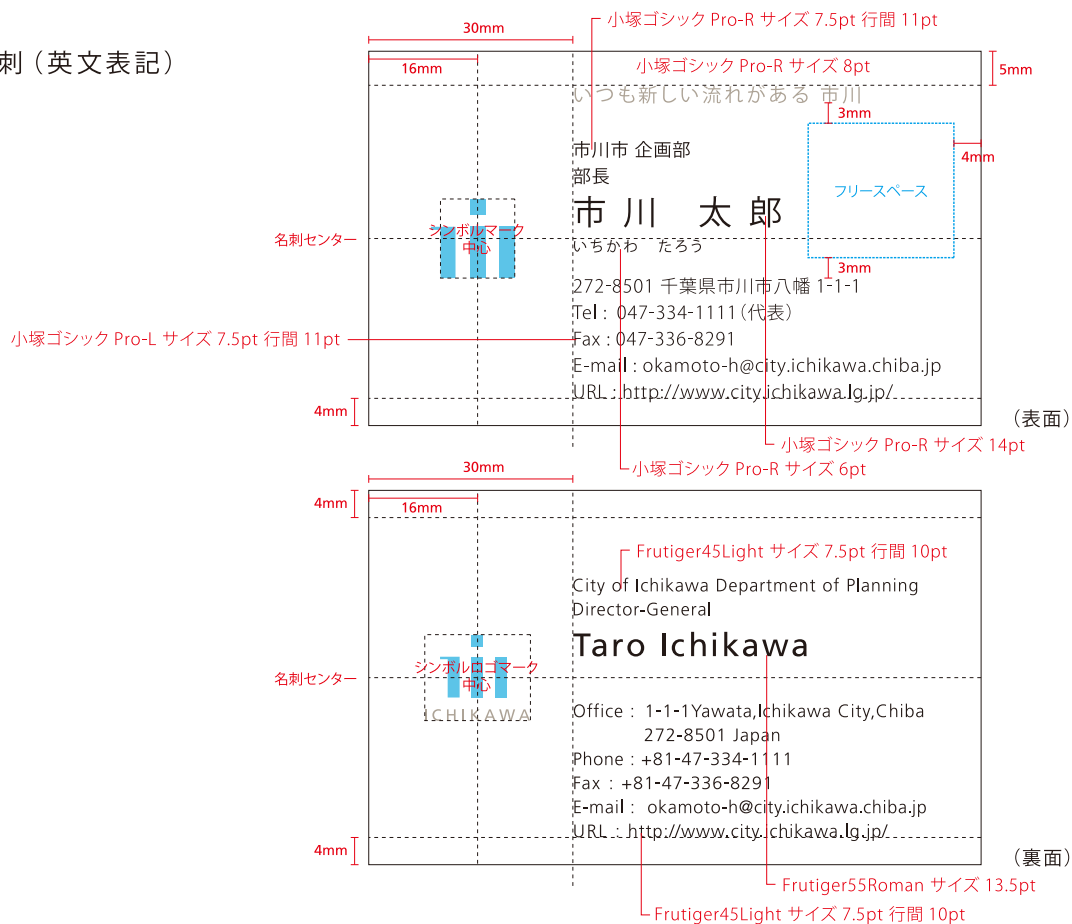 刺（英文表記）
小塚ゴシック Pro-R サイズ 7.5pt 行間 11pt
30mm
16mm
小塚ゴシック Pro-R サイズ 8pt
5mm
いつも新しい流れがある 市川
3mm
4mm
市川市 企画部
部長
フリースペース
市川 太郎
シンボルマーク
中心
名刺センター
いちかわ たろう
3mm
272-8501 千葉県市川市八幡 1-1-1
Tel : 047-334-1111（代表）
小塚ゴシック Pro-L サイズ 7.5pt 行間 11pt
Fax : 047-336-8291
E-mail : okamoto-h@city.ichikawa.chiba.jp
URL : http://www.city.ichikawa.lg.jp/
4mm
（表面）
小塚ゴシック Pro-R サイズ 14pt
小塚ゴシック Pro-R サイズ 6pt
30mm
4mm
16mm
Frutiger45Light サイズ 7.5pt 行間 10pt
City of Ichikawa Department of Planning
Director-General
Taro Ichikawa
シンボルロゴマーク
中心
名刺センター
ICHIKAWA
Office : 1-1-1Yawata,Ichikawa City,Chiba
272-8501 Japan
Phone : +81-47-334-1111
Fax : +81-47-336-8291
E-mail : okamoto-h@city.ichikawa.chiba.jp
URL : http://www.city.ichikawa.lg.jp/
4mm
（裏面）
Frutiger55Roman サイズ 13.5pt
Frutiger45Light サイズ 7.5pt 行間 10pt